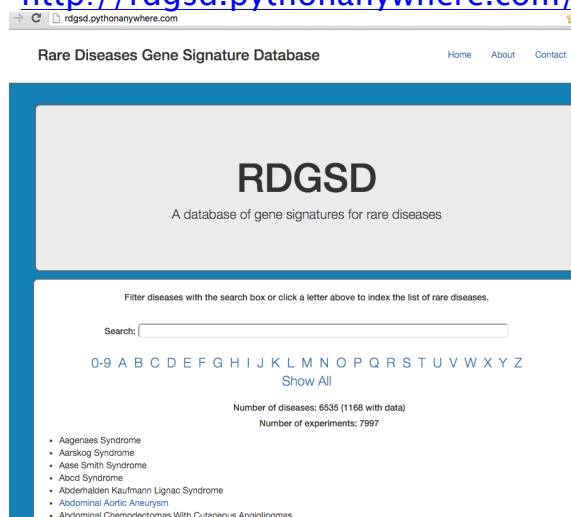 http://rdgsd.pythonanywhere.com/
rdgsd.pythonanywhere.com
Rare Diseases Gene Signature Database
Home About Contact
RDGSD
A database of gene signatures for rare diseases
Filter diseases with the search box or click a letter above to index the list of rare diseases.
Search:
0-9 A B C D E F G H I J K L M N O P Q R S T U V W X Y Z
Show All
Number of diseases: 6535 (1168 with data)
Number of experiments: 7997
Aagenaes Syndrome
Aarskog Syndrome
Aase Smith Syndrome
Abcd Syndrome
Abderhalden Kaufmann Lignac Syndrome
Abdominal Aortic Aneurysm
Abdominal Chemodectomas With Cutaneous Angiolipomas